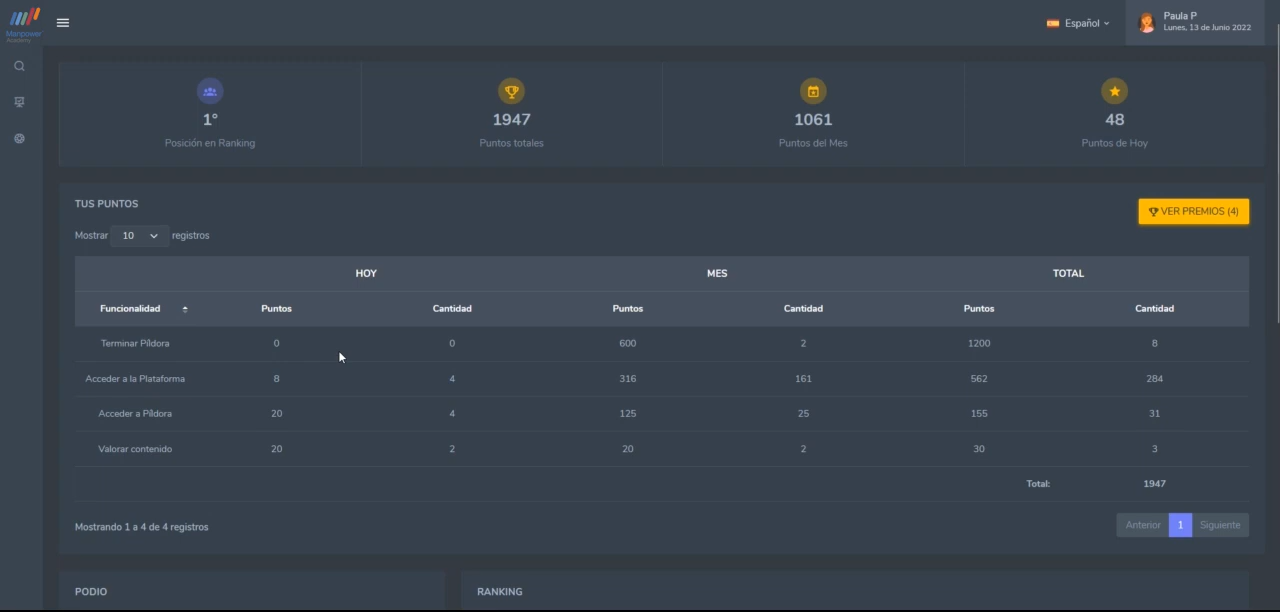 Manpower
Academy
Español
Paula P
Lunes, 13 de Junio 2022
1°
Posición en Ranking
1947
Puntos totales
1061
Puntos del Mes
48
Puntos de Hoy
TUS PUNTOS
VER PREMIOS (4)
Mostrar 10 registros
HOY MES TOTAL
Funcionalidad Puntos Cantidad Puntos Cantidad Puntos Cantidad
Terminar Píldora 0 0 600 2 1200 8
Acceder a la Plataforma 8 4 316 161 562 284
Acceder a Píldora 20 4 125 25 155 31
Valorar contenido 20 2 20 2 30 3
Total: 1947
Mostrando 1 a 4 de 4 registros
Anterior 1 Siguiente
PODIO
RANKING